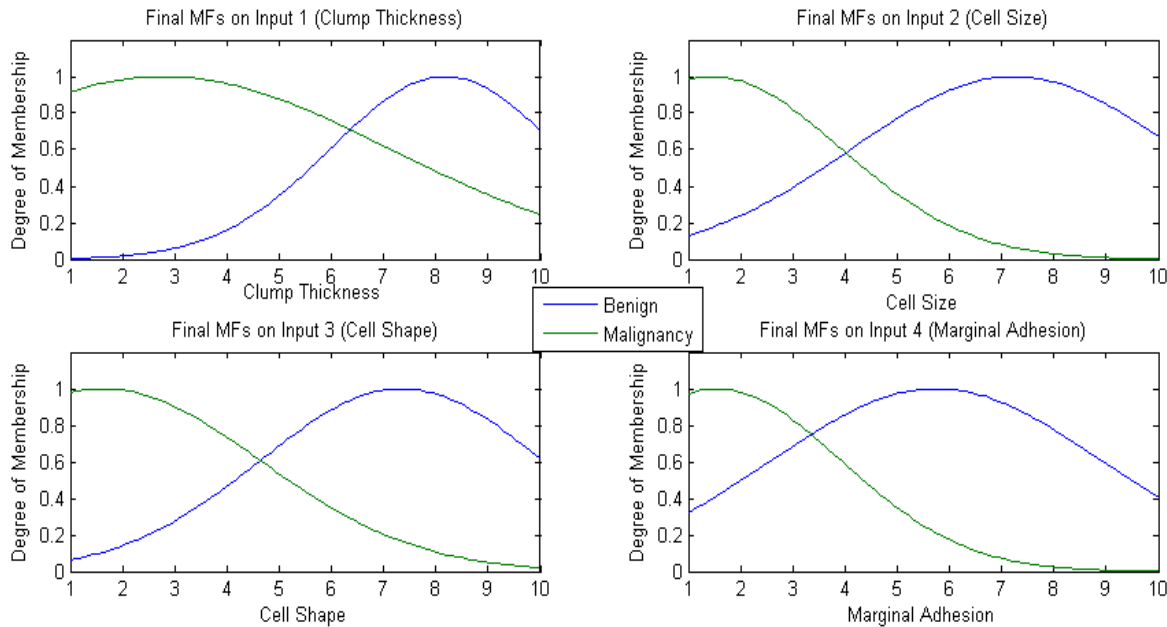 Final MFs on Input 1 (Clump Thickness)
Degree of Membership
1
0.8
0.6
0.4
0.2
0
1 2 3 4 5 6 7 8 9 10
Clump Thickness
Final MFs on Input 2 (Cell Size)
Degree of Membership
1
0.8
0.6
0.4
0.2
0
1 2 3 4 5 6 7 8 9 10
Cell Size
Benign
Malignancy
Final MFs on Input 3 (Cell Shape)
Degree of Membership
1
0.8
0.6
0.4
0.2
0
1 2 3 4 5 6 7 8 9 10
Cell Shape
Final MFs on Input 4 (Marginal Adhesion)
Degree of Membership
1
0.8
0.6
0.4
0.2
0
1 2 3 4 5 6 7 8 9 10
Marginal Adhesion